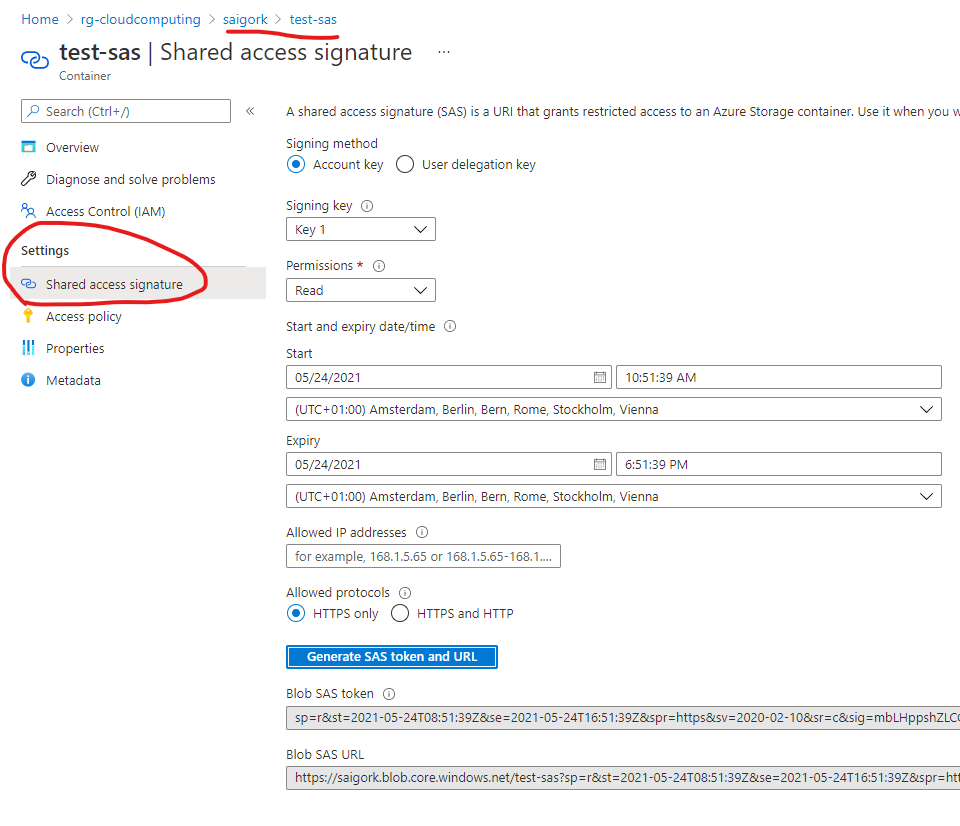 Home > rg-cloudcomputing > saigork > test-sas
test-sas | Shared access signature ...
Container
Search (Ctrl+/) «
A shared access signature (SAS) is a URI that grants restricted access to an Azure Storage container. Use it when you w
Overview
Diagnose and solve problems
Access Control (IAM)
Settings
Shared access signature
Access policy
Properties
Metadata
Signing method
Account key User delegation key
Signing key
Key 1
Permissions *
Read
Start and expiry date/time
Start
05/24/2021 10:51:39 AM
(UTC+01:00) Amsterdam, Berlin, Bern, Rome, Stockholm, Vienna
Expiry
05/24/2021 6:51:39 PM
(UTC+01:00) Amsterdam, Berlin, Bern, Rome, Stockholm, Vienna
Allowed IP addresses
for example, 168.1.5.65 or 168.1.5.65-168.1....
Allowed protocols
HTTPS only HTTPS and HTTP
Generate SAS token and URL
Blob SAS token
sp=r&st=2021-05-24T08:51:39Z&se=2021-05-24T16:51:39Z&spr=https&sv=2020-02-10&sr=c&sig=mbLHppshZLC
Blob SAS URL
https://saigork.blob.core.windows.net/test-sas?sp=r&st=2021-05-24T08:51:39Z&se=2021-05-24T16:51:39Z&spr=htt